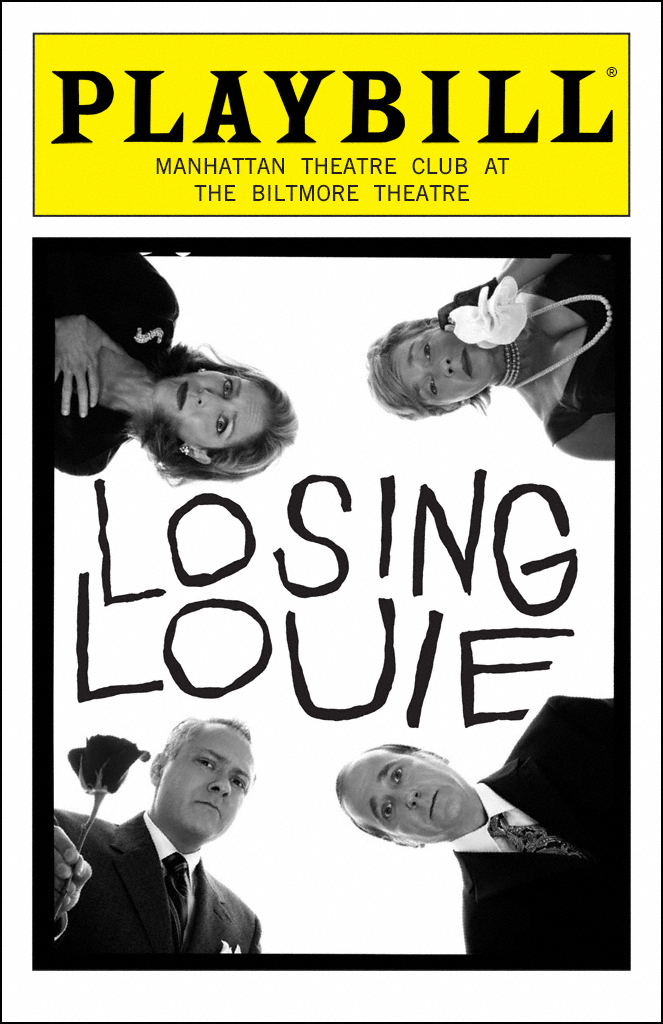 PLAYBILL®
MANHATTAN THEATRE CLUB AT
THE BILTMORE THEATRE
LOSING
LOUIE